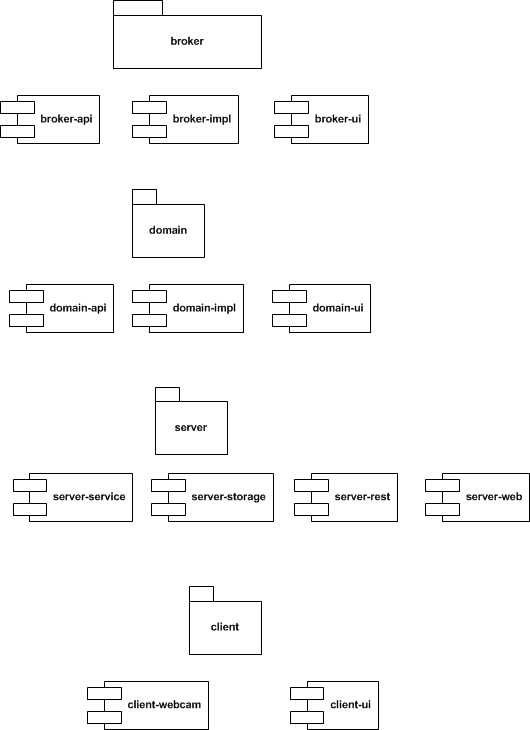 broker
broker-api
broker-impl
broker-ui
domain
domain-api
domain-impl
domain-ui
server
server-service
server-storage
server-rest
server-web
client
client-webcam
client-ui